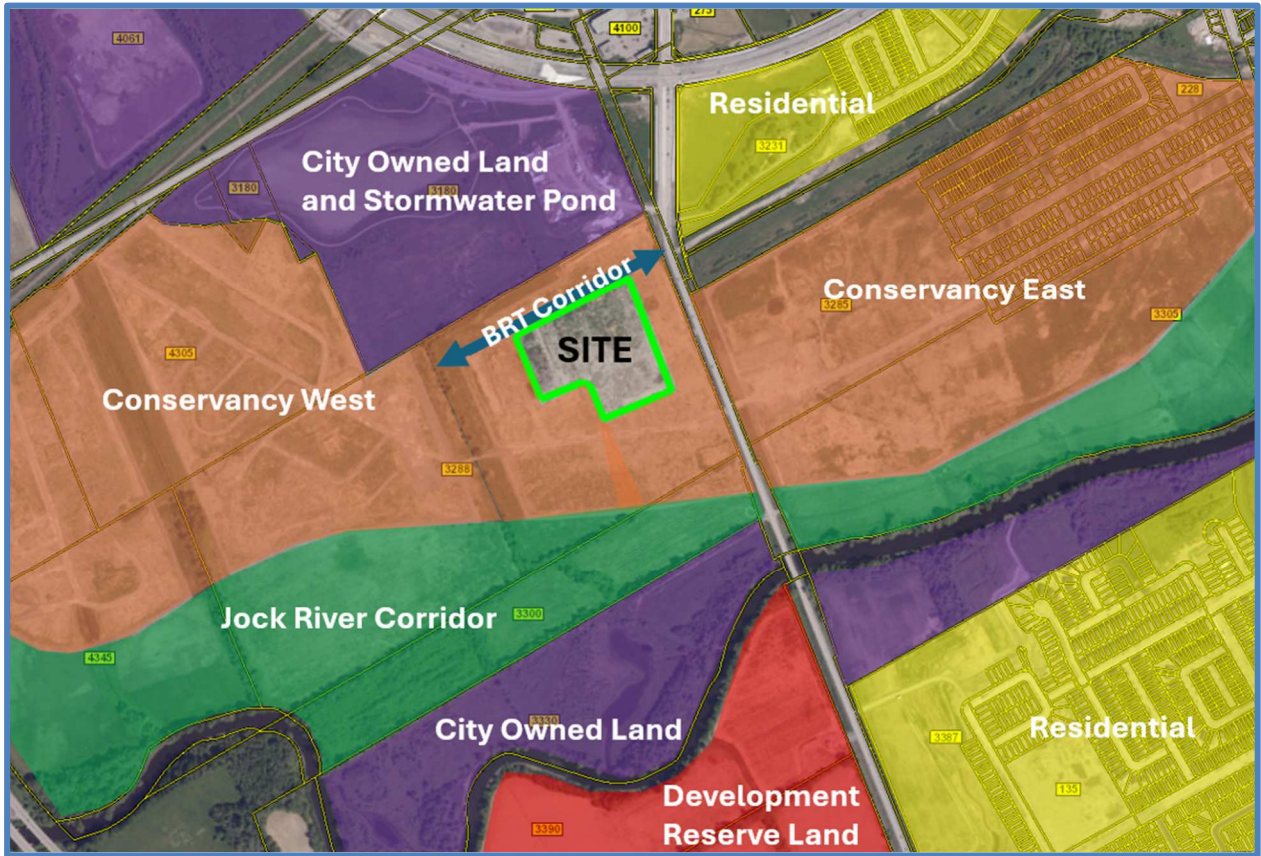 4061
4100
273
Residential
3231
228
City Owned Land
and Stormwater Pond
3180
3180
BRT Corridor
Conservancy East
3285
3305
SITE
4305
Conservancy West
3288
Jock River Corridor
3300
4345
City Owned Land
3330
Residential
3387
135
Development
Reserve Land
3390